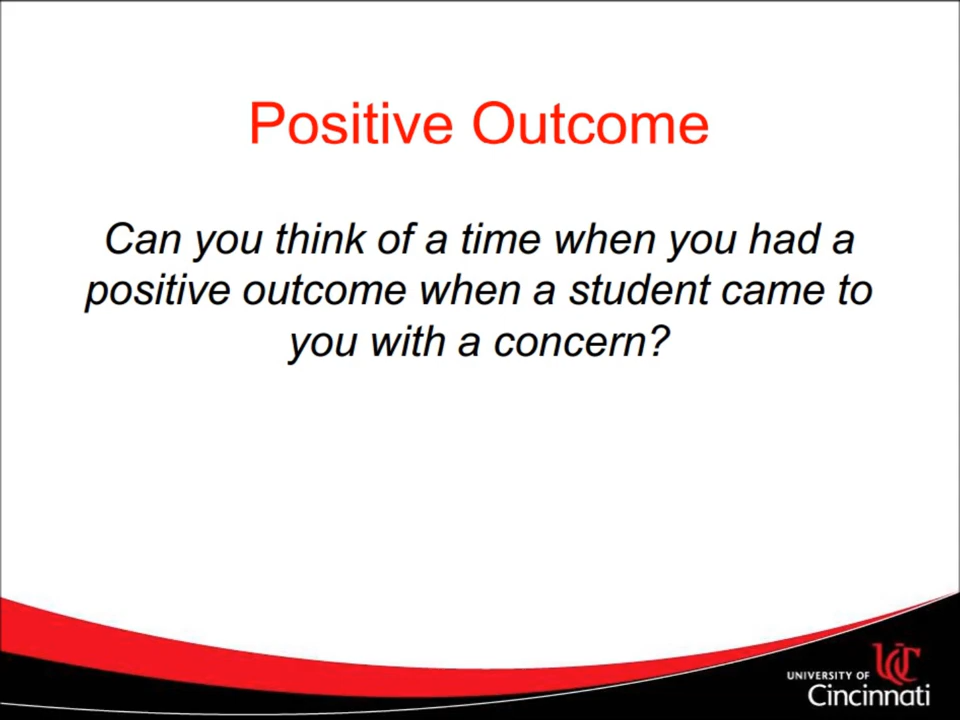 Positive Outcome
Can you think of a time when you had a
positive outcome when a student came to
you with a concern?
UC
UNIVERSITY OF
Cincinnati